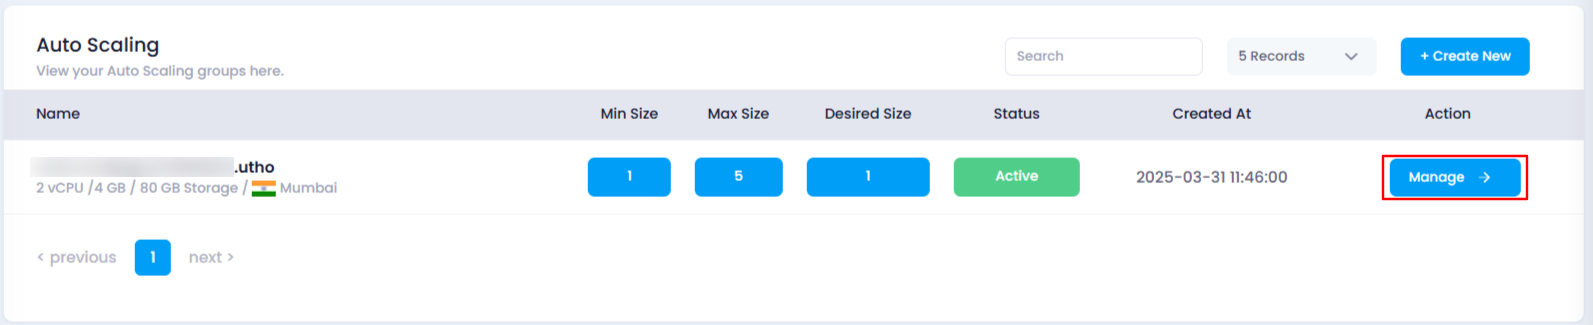 Auto Scaling
View your Auto Scaling groups here.
Search
5 Records
+ Create New
Name Min Size Max Size Desired Size Status Created At Action
.utho
2 vCPU /4 GB / 80 GB Storage / Mumbai
1 5 1 Active 2025-03-31 11:46:00 Manage →
< previous 1 next >